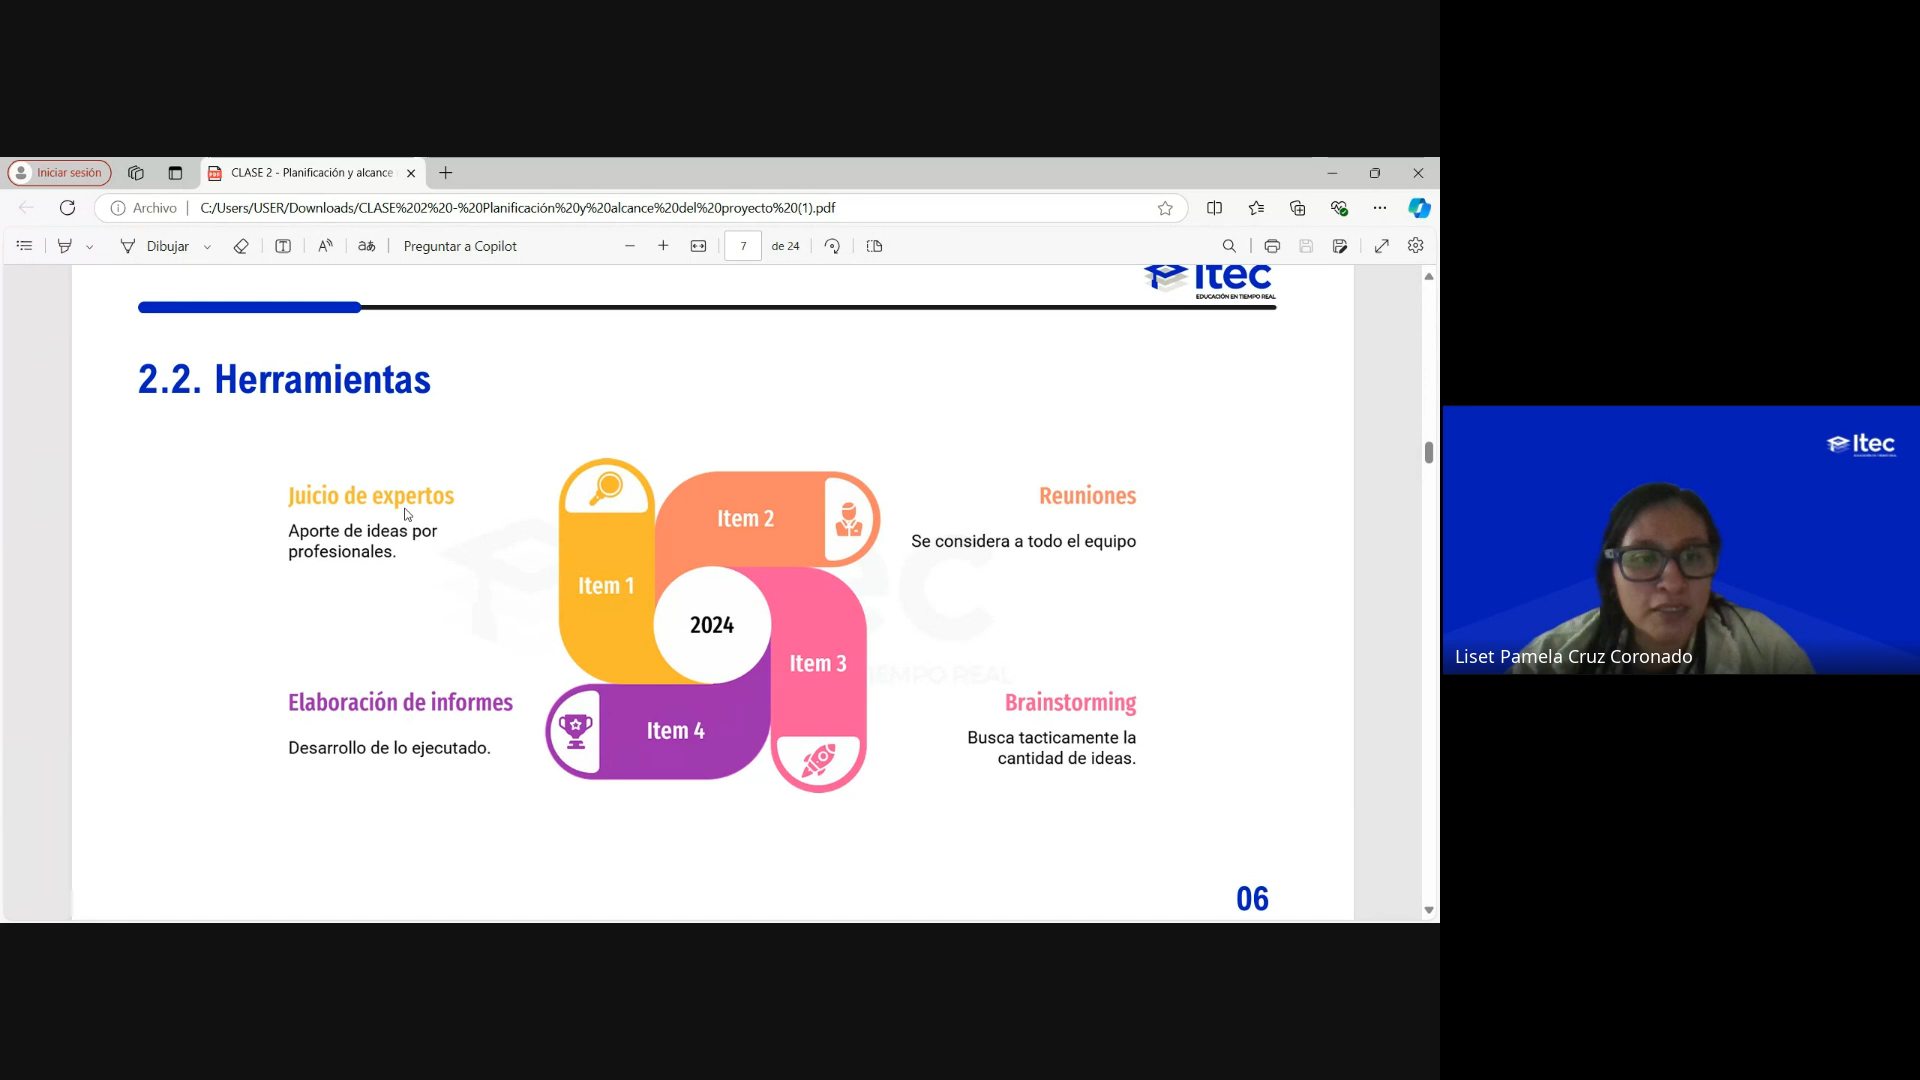 Iniciar sesión
CLASE 2 - Planificación y alcance
Archivo
C:/Users/USER/Downloads/CLASE%202%20-%20Planificación%20y%20alcance%20del%20proyecto%20(1).pdf
Dibujar
Preguntar a Copilot
7
de 24
Itec
EDUCACIÓN EN TIEMPO REAL
2.2. Herramientas
Juicio de expertos
Aporte de ideas por
profesionales.
Item 1
Item 2
Reuniones
Se considera a todo el equipo
2024
Item 3
Elaboración de informes
Desarrollo de lo ejecutado.
Item 4
Brainstorming
Busca tacticamente la
cantidad de ideas.
TIEMPO REAL
06
Itec
Liset Pamela Cruz Coronado